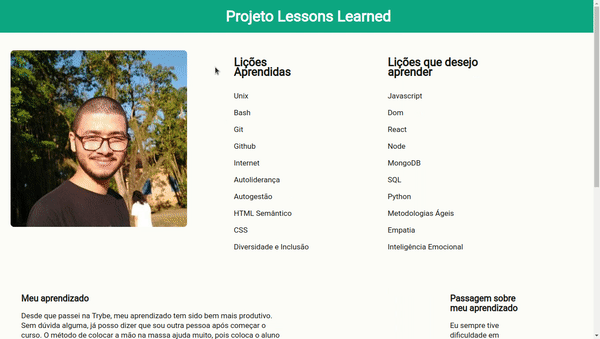 Projeto Lessons Learned
Lições
Aprendidas
Unix
Bash
Git
Github
Internet
Autoliderança
Autogestão
HTML Semântico
CSS
Diversidade e Inclusão
Lições que desejo
aprender
Javascript
Dom
React
Node
MongoDB
SQL
Python
Metodologias Ágeis
Empatia
Inteligência Emocional
Meu aprendizado
Desde que passei na Trybe, meu aprendizado tem sido bem mais produtivo.
Sem dúvida alguma, já posso dizer que sou outra pessoa após começar o
curso. O método de colocar a mão na massa ajuda muito, pois coloca o aluno
Passagem sobre
meu aprendizado
Eu sempre tive
dificuldade em